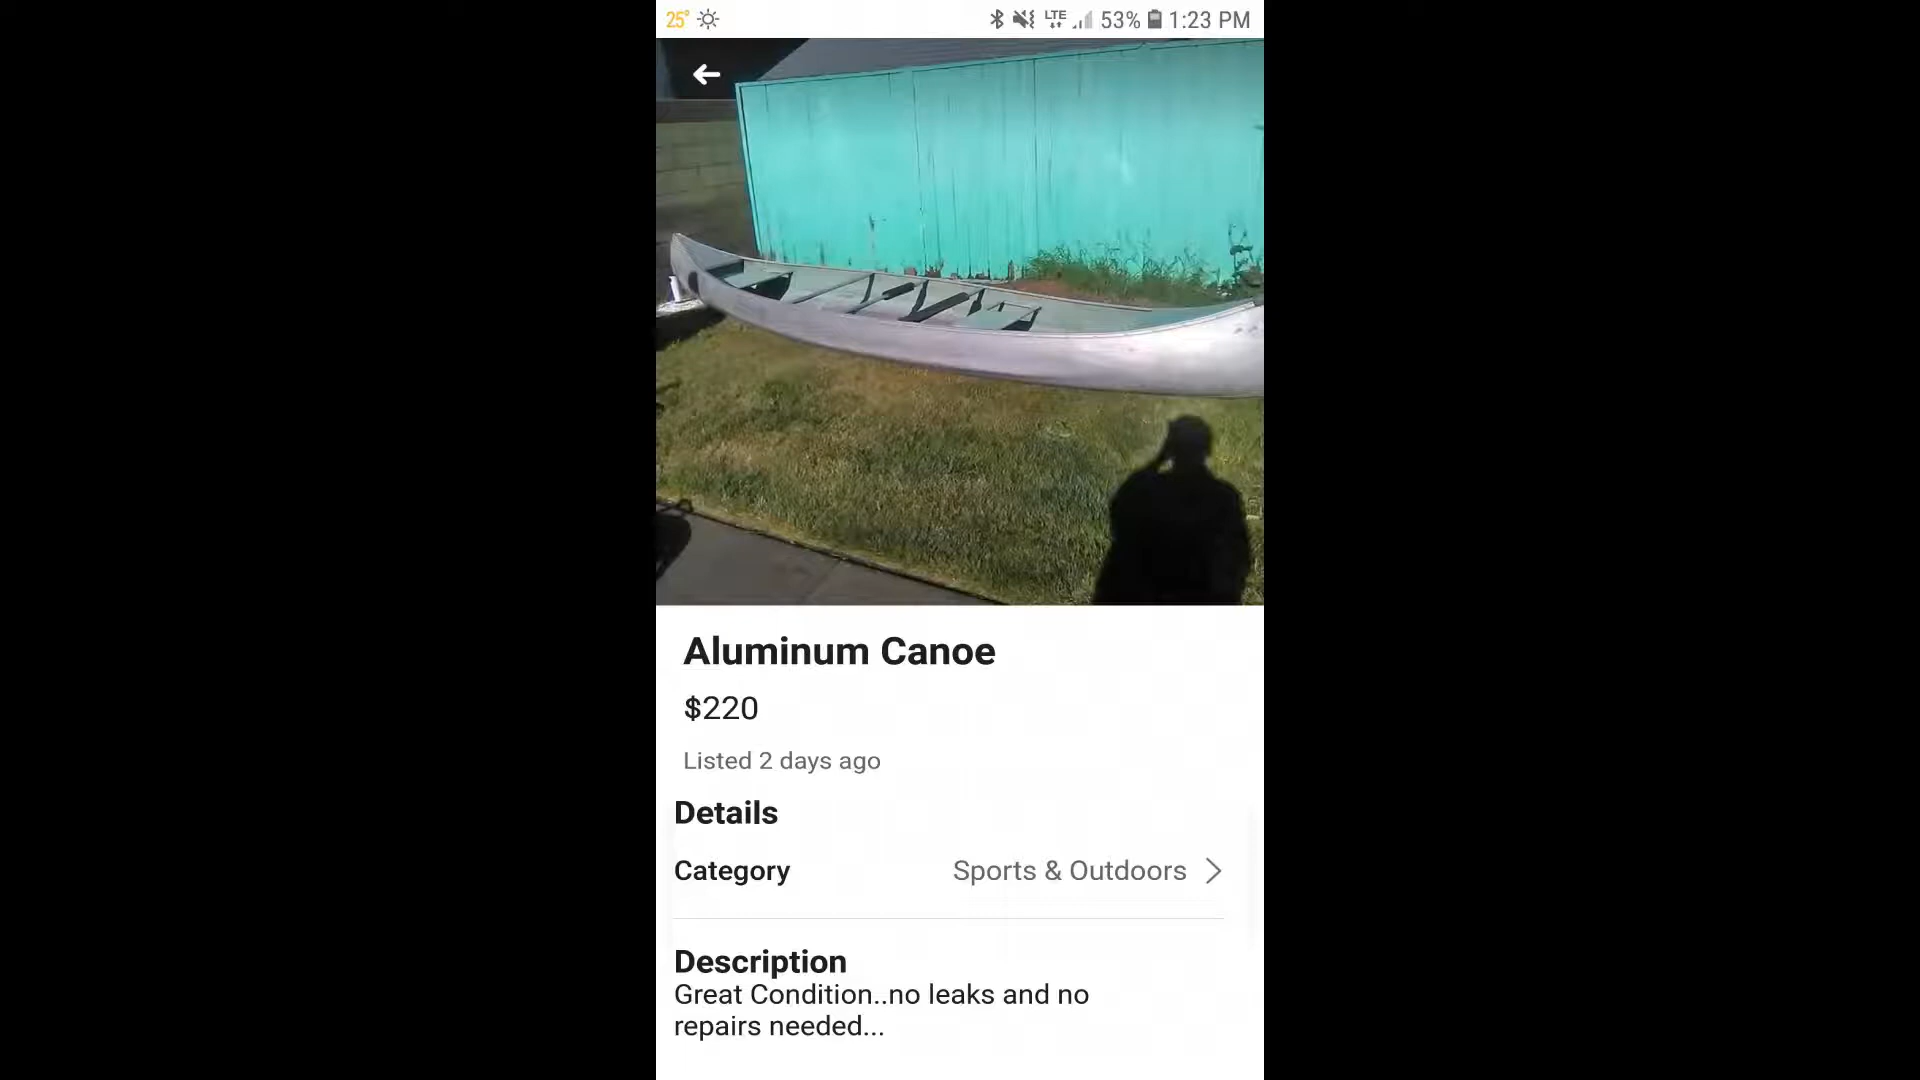 25° LTE 53% 1:23 PM
Aluminum Canoe
$220
Listed 2 days ago
Details
Category Sports & Outdoors
Description
Great Condition..no leaks and no
repairs needed...